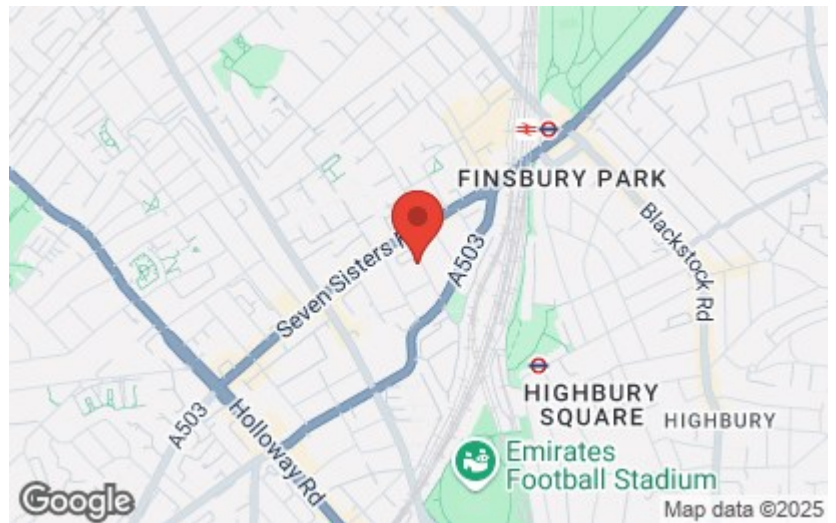 FINSBURY PARK
Seven Sisters R
A503
Blackstock Rd
A503
Holloway Rd
HIGHBURY
SQUARE
HIGHBURY
Emirates
Football Stadium
Google
Map data ©2025